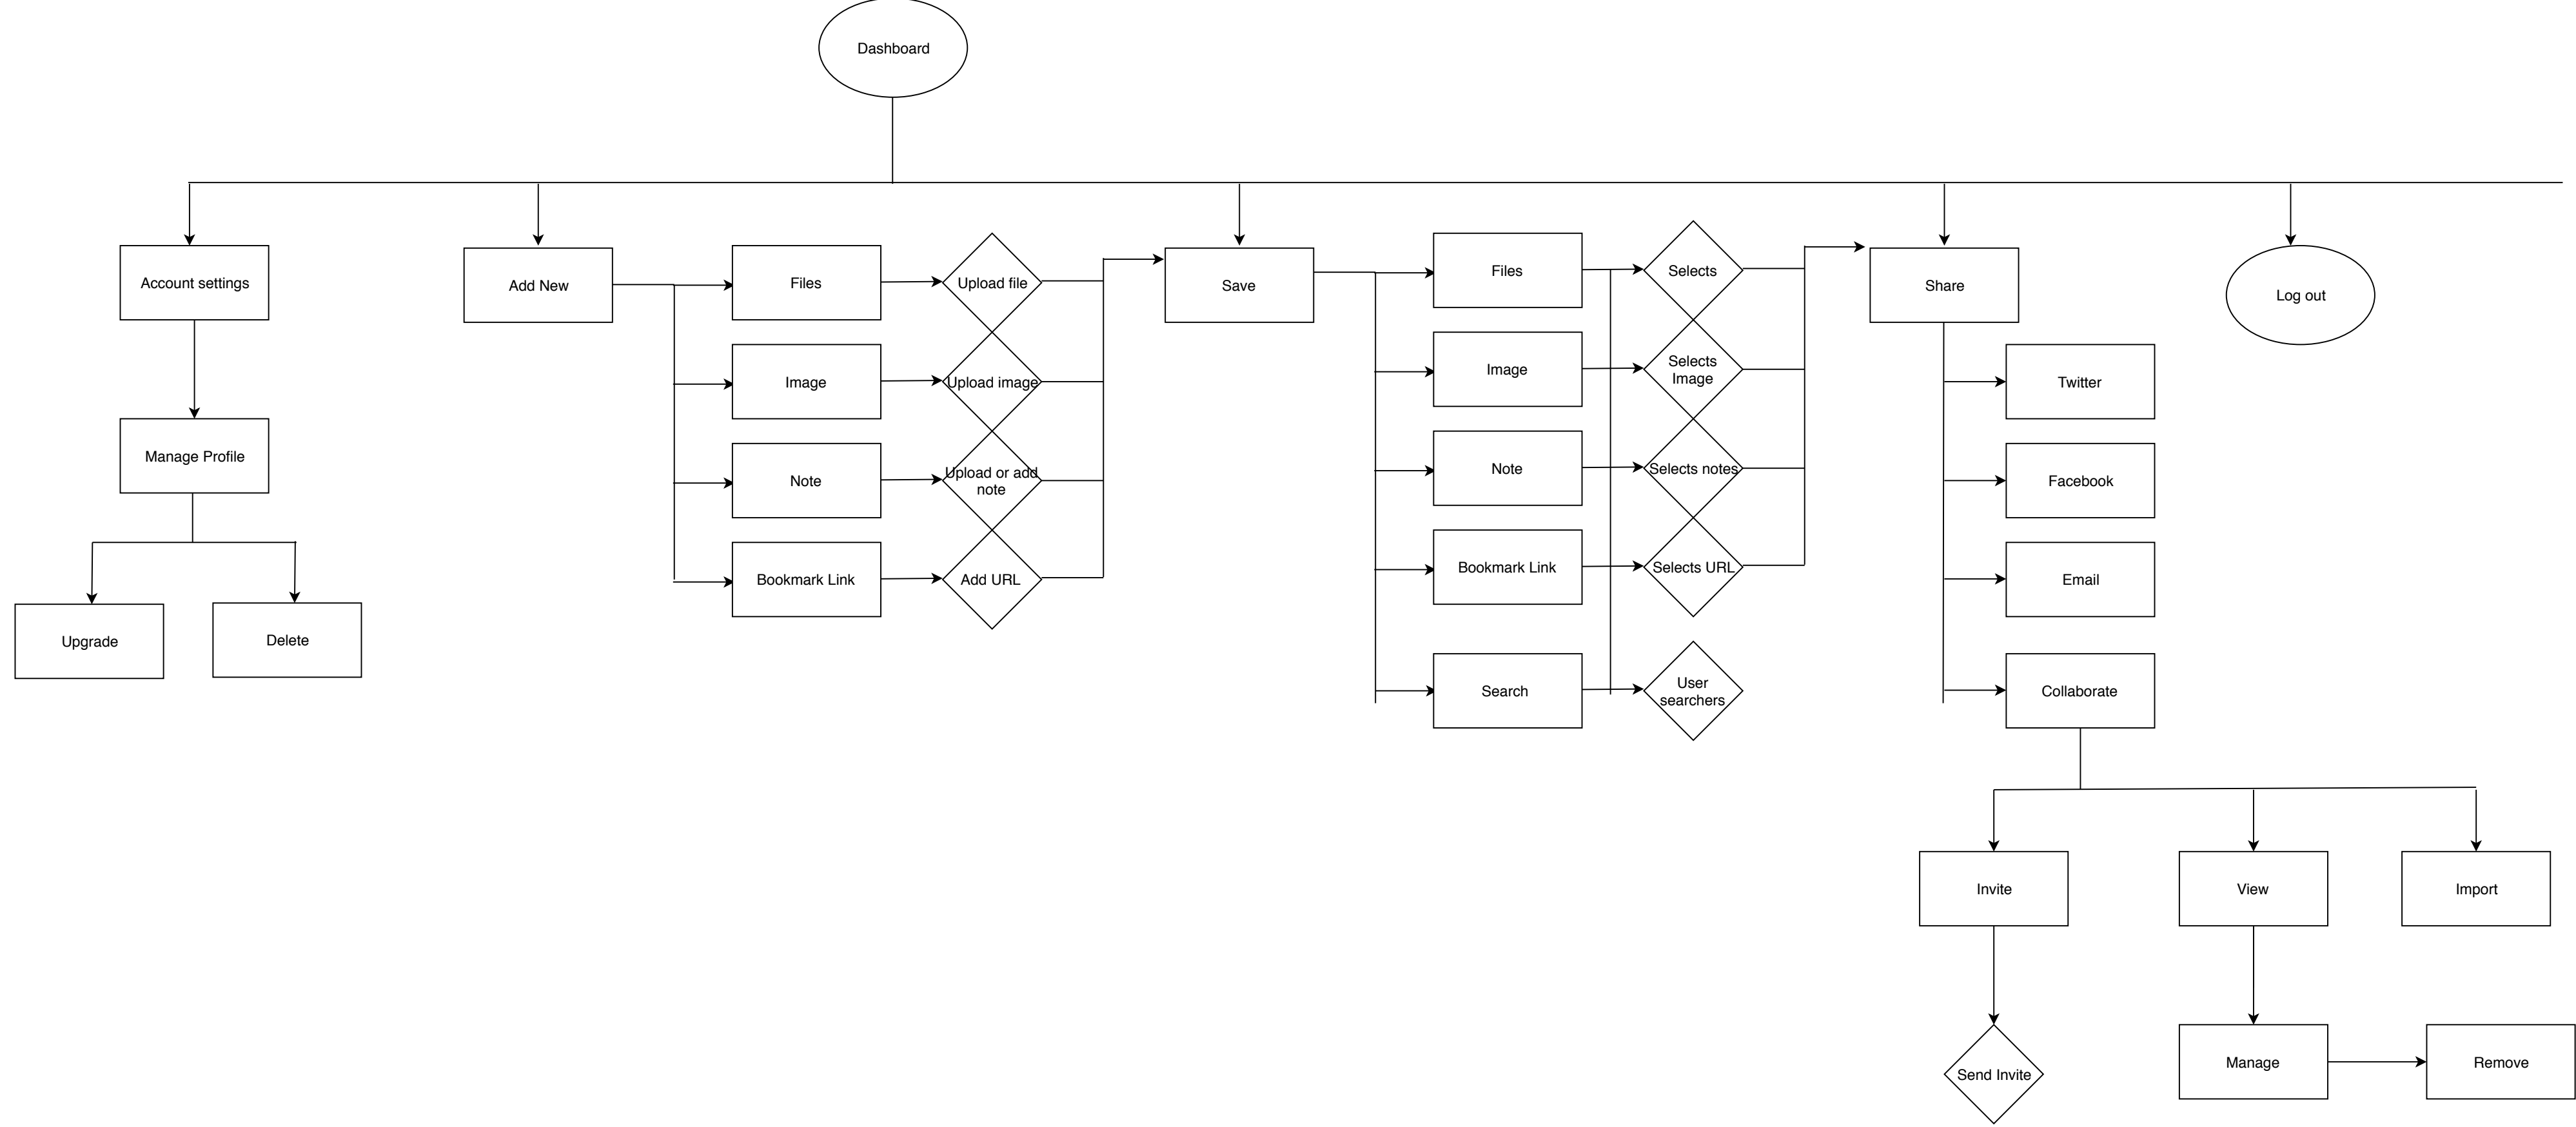 Dashboard
Account settings
Manage Profile
Upgrade
Delete
Add New
Files
Upload file
Image
Upload image
Note
Upload or add
note
Bookmark Link
Add URL
Save
Files
Selects
Image
Selects
Image
Note
Selects notes
Bookmark Link
Selects URL
Search
User
searchers
Share
Twitter
Facebook
Email
Collaborate
Invite
View
Import
Send Invite
Manage
Remove
Log out